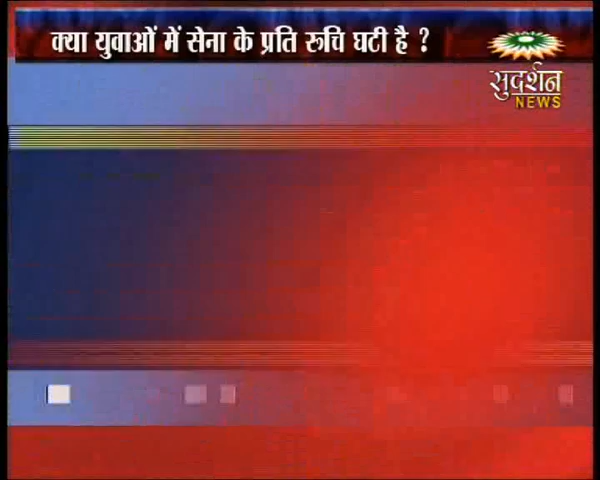 क्या युवाओं में सेना के प्रति रूचि घटी है ?
सुदर्शन
NEWS